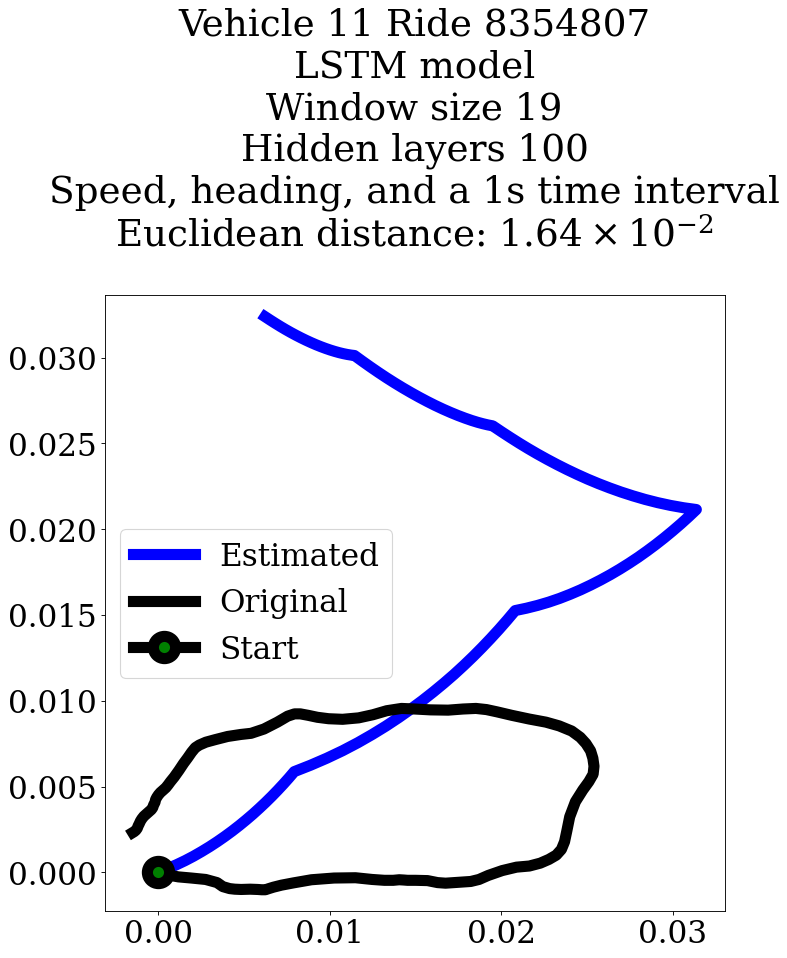 Vehicle 11 Ride 8354807
LSTM model
Window size 19
Hidden layers 100
Speed, heading, and a 1s time interval
Euclidean distance: 1.64 × 10⁻²
0.030
0.025
0.020
0.015
0.010
0.005
0.000
Estimated
Original
Start
0.00 0.01 0.02 0.03